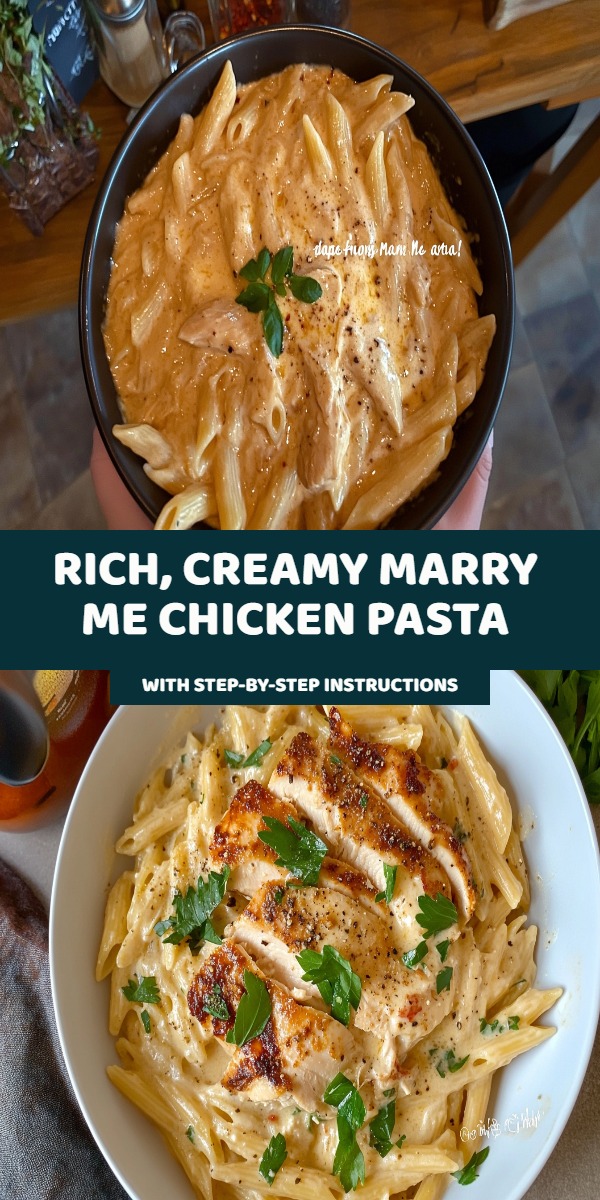 RICH, CREAMY MARRY
ME CHICKEN PASTA
WITH STEP-BY-STEP INSTRUCTIONS